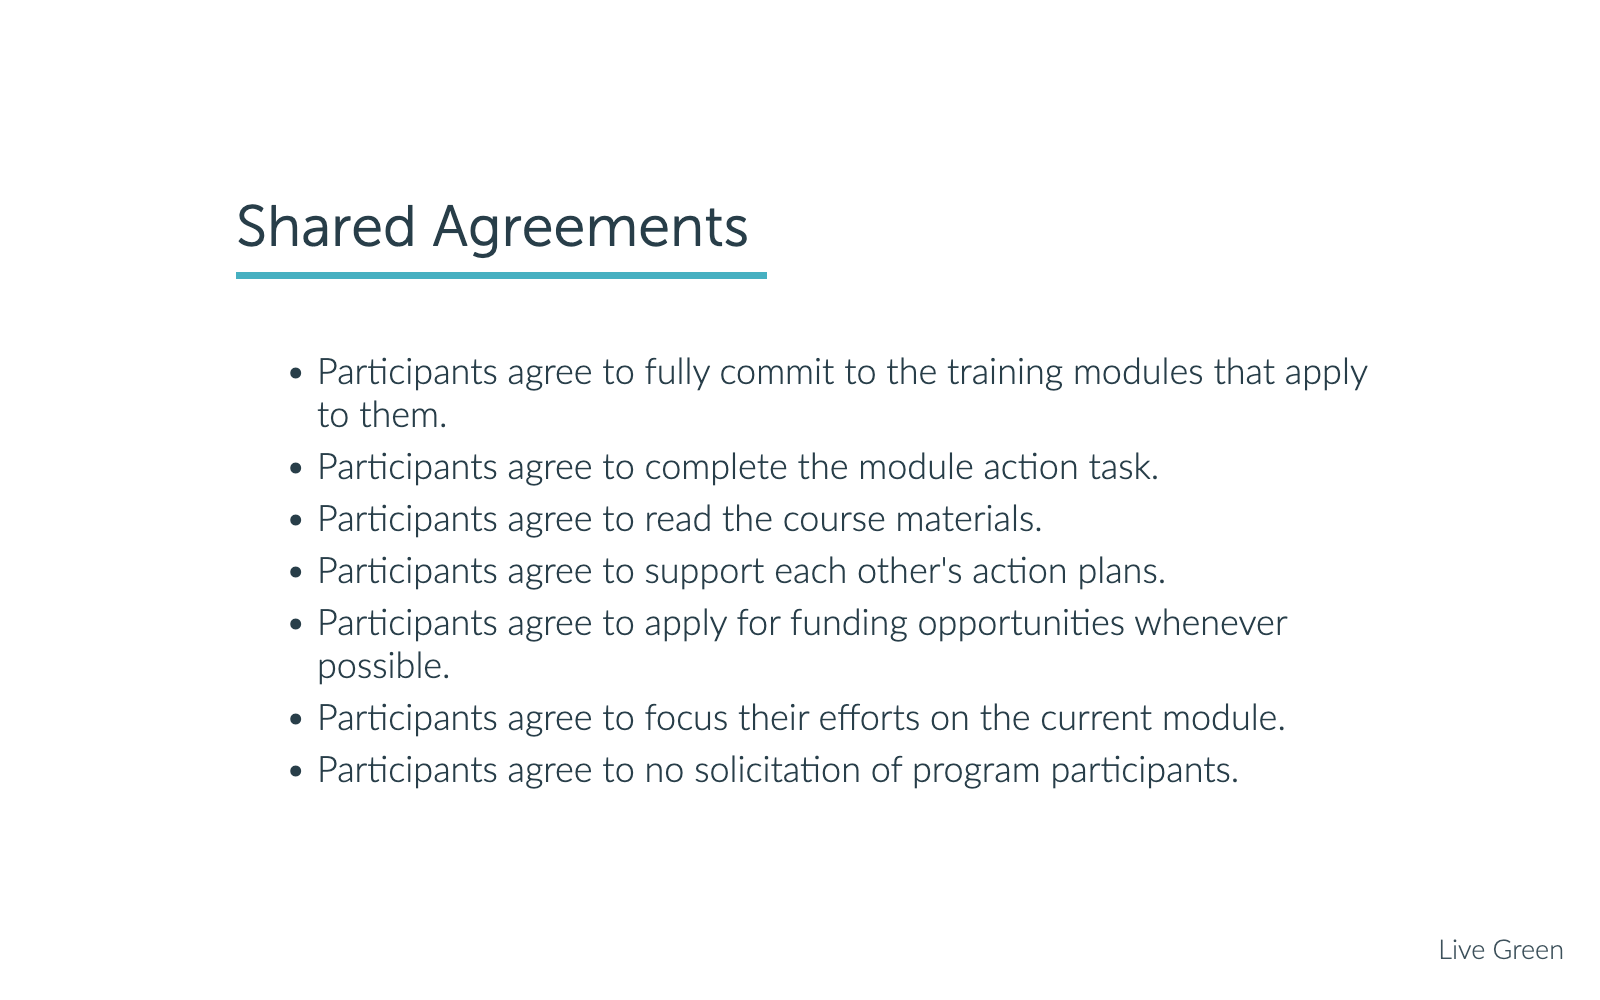 Shared Agreements
• Participants agree to fully commit to the training modules that apply
to them.
• Participants agree to complete the module action task.
• Participants agree to read the course materials.
• Participants agree to support each other's action plans.
• Participants agree to apply for funding opportunities whenever
possible.
• Participants agree to focus their efforts on the current module.
• Participants agree to no solicitation of program participants.
Live Green